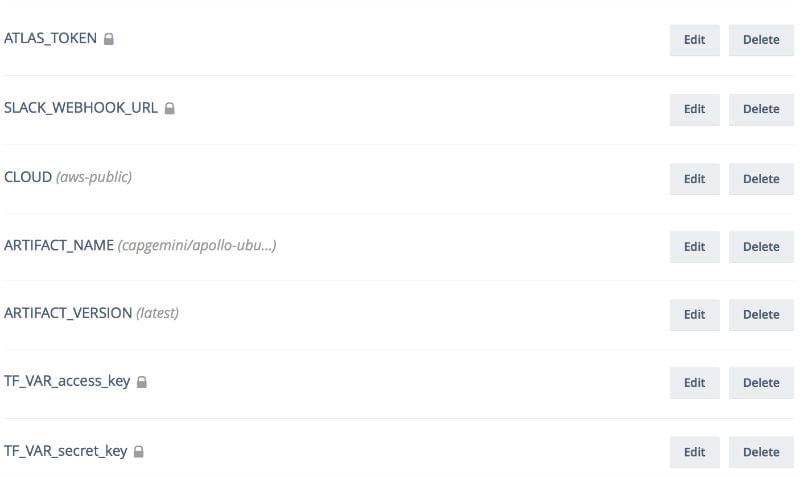 ATLAS_TOKEN Edit Delete
SLACK_WEBHOOK_URL Edit Delete
CLOUD (aws-public) Edit Delete
ARTIFACT_NAME (capgemini/apollo-ubu...) Edit Delete
ARTIFACT_VERSION (latest) Edit Delete
TF_VAR_access_key Edit Delete
TF_VAR_secret_key Edit Delete